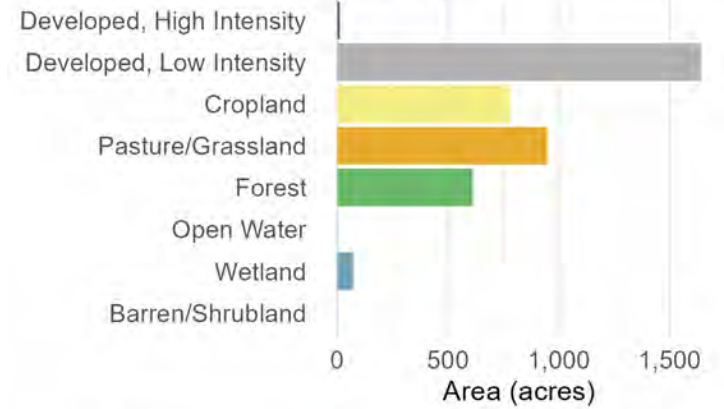 Developed, High Intensity
Developed, Low Intensity
Cropland
Pasture/Grassland
Forest
Open Water
Wetland
Barren/Shrubland
0 500 1,000 1,500
Area (acres)